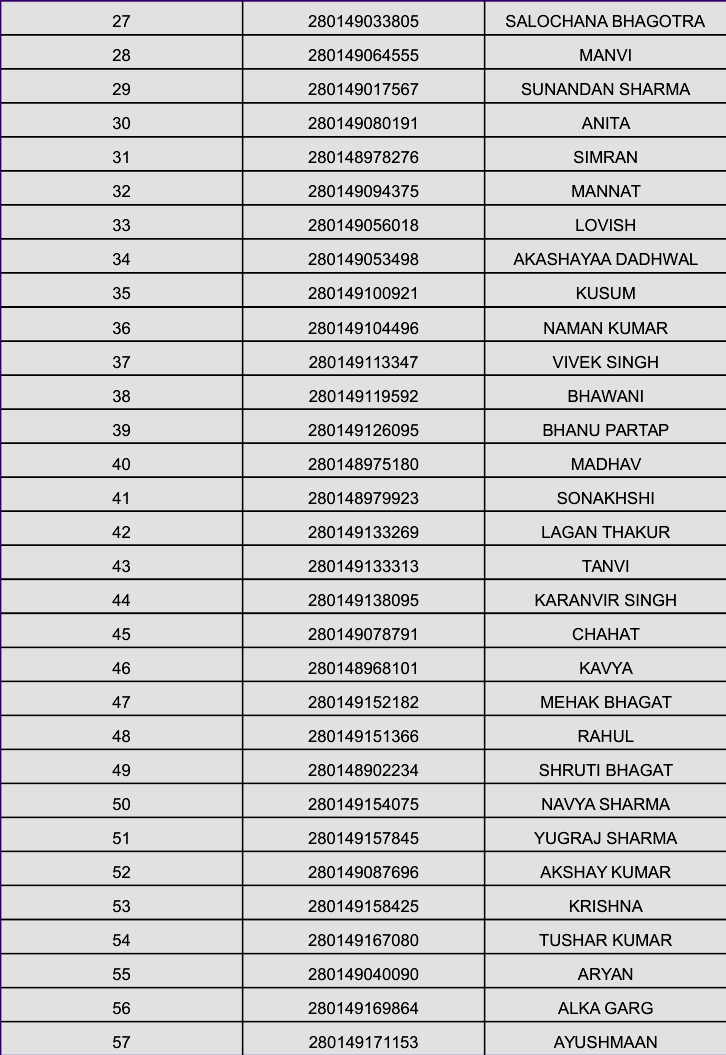 27 280149033805 SALOCHANA BHAGOTRA
28 280149064555 MANVI
29 280149017567 SUNANDAN SHARMA
30 280149080191 ANITA
31 280148978276 SIMRAN
32 280149094375 MANNAT
33 280149056018 LOVISH
34 280149053498 AKASHAYAA DADHWAL
35 280149100921 KUSUM
36 280149104496 NAMAN KUMAR
37 280149113347 VIVEK SINGH
38 280149119592 BHAWANI
39 280149126095 BHANU PARTAP
40 280148975180 MADHAV
41 280148979923 SONAKHSHI
42 280149133269 LAGAN THAKUR
43 280149133313 TANVI
44 280149138095 KARANVIR SINGH
45 280149078791 CHAHAT
46 280148968101 KAVYA
47 280149152182 MEHAK BHAGAT
48 280149151366 RAHUL
49 280148902234 SHRUTI BHAGAT
50 280149154075 NAVYA SHARMA
51 280149157845 YUGRAJ SHARMA
52 280149087696 AKSHAY KUMAR
53 280149158425 KRISHNA
54 280149167080 TUSHAR KUMAR
55 280149040090 ARYAN
56 280149169864 ALKA GARG
57 280149171153 AYUSHMAAN